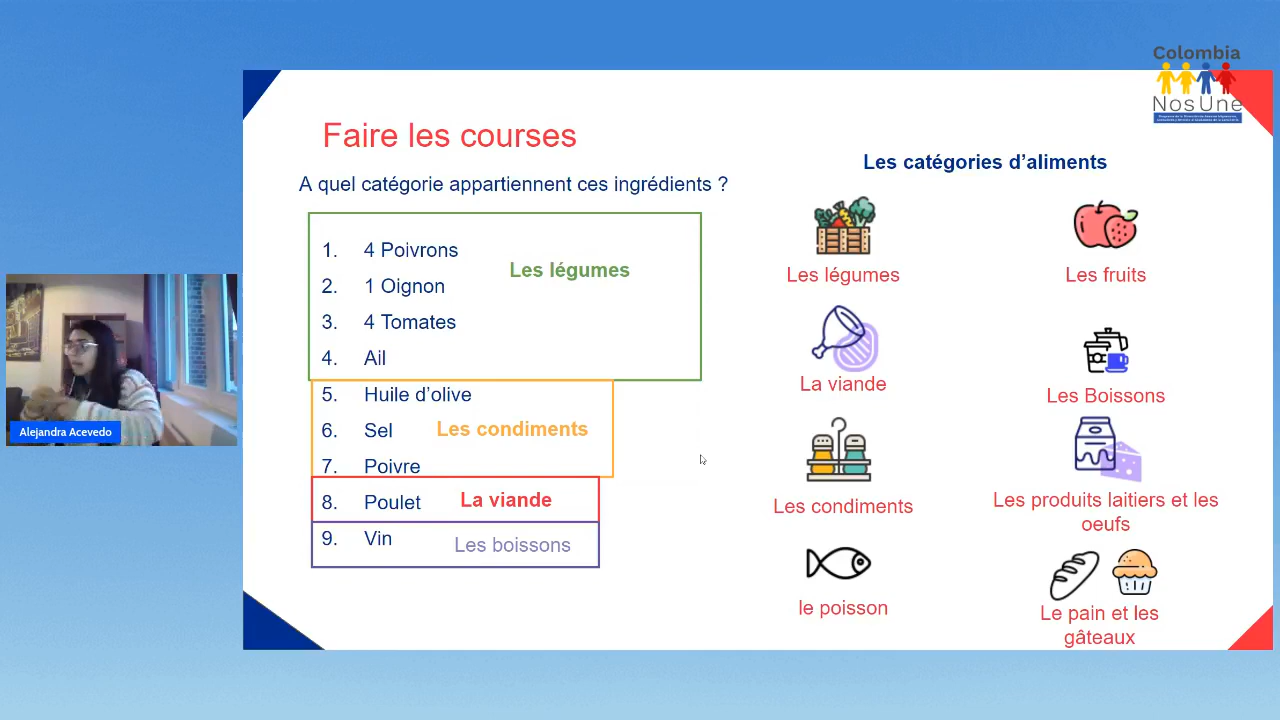 Colombia
NosUne
Faire les courses
A quel catégorie appartiennent ces ingrédients ?
1. 4 Poivrons
2. 1 Oignon
3. 4 Tomates
4. Ail
Les légumes
5. Huile d’olive
6. Sel
7. Poivre
Les condiments
8. Poulet
La viande
9. Vin
Les boissons
Les catégories d’aliments
Les légumes
Les fruits
La viande
Les Boissons
Les condiments
Les produits laitiers et les
oeufs
le poisson
Le pain et les
gâteaux
Alejandra Acevedo